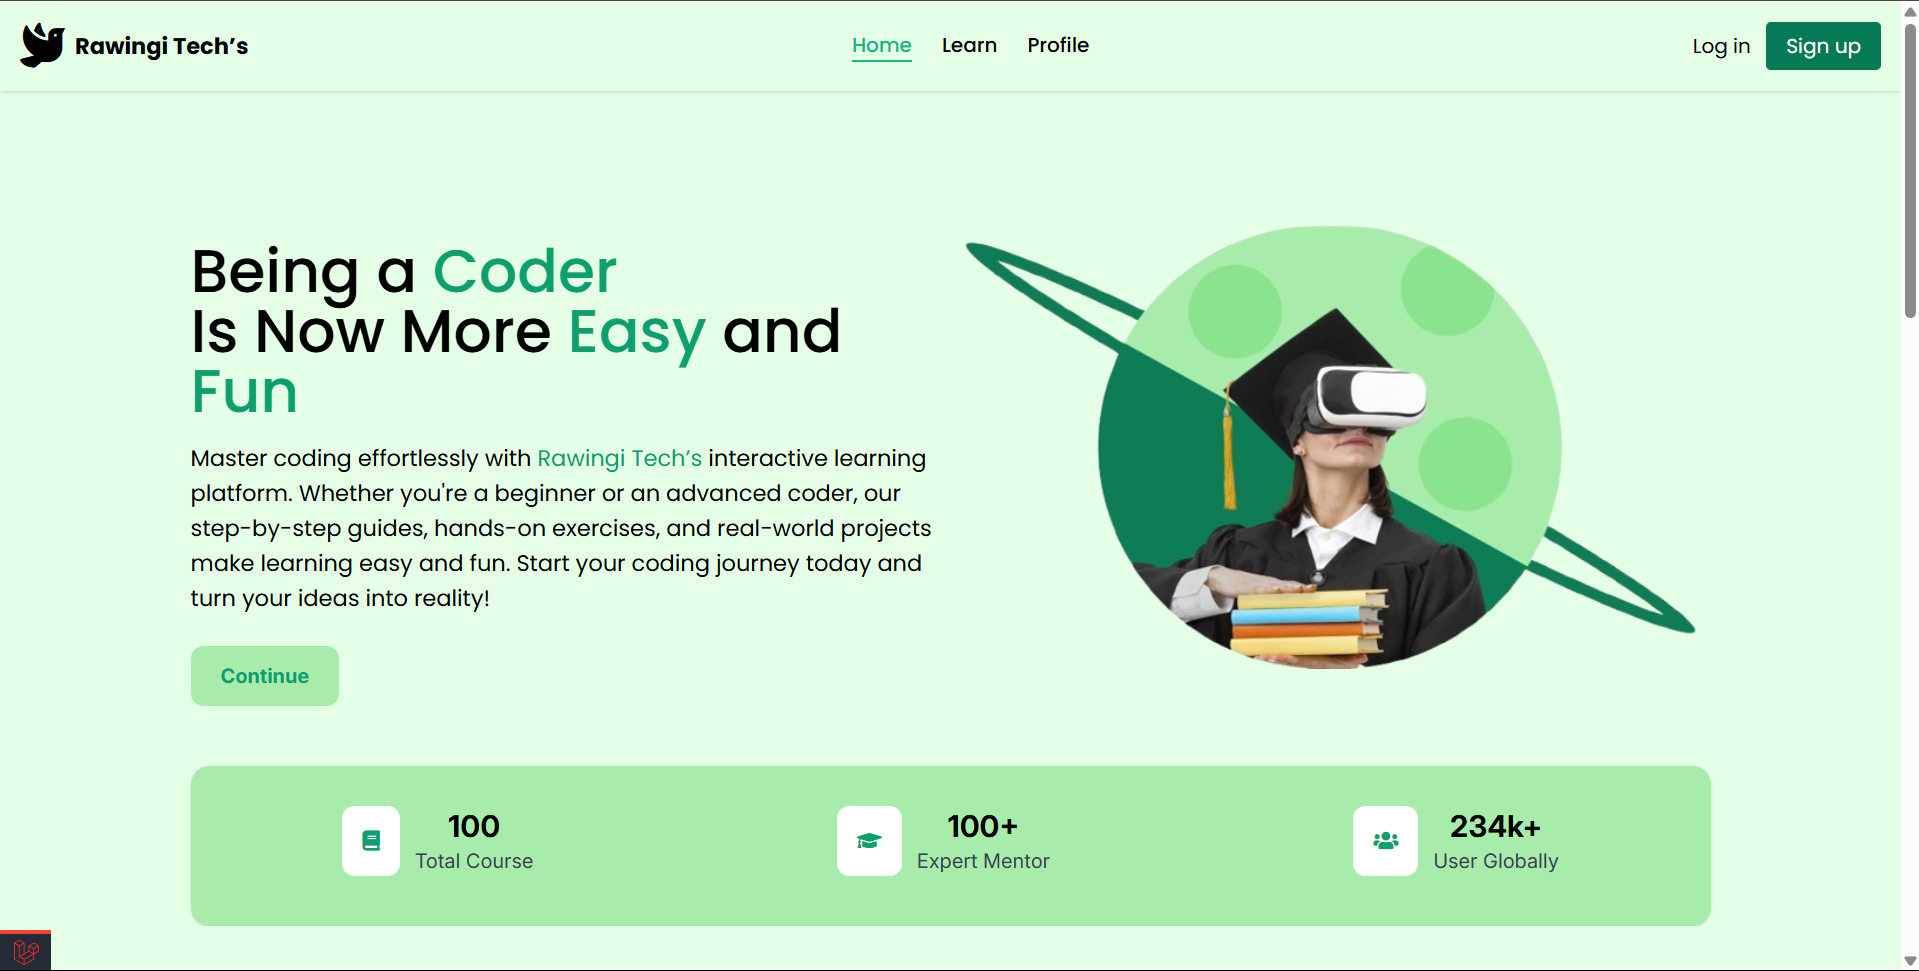 Rawingi Tech’s
Home
Learn
Profile
Log in
Sign up
Being a Coder
Is Now More Easy and
Fun
Master coding effortlessly with Rawingi Tech’s interactive learning
platform. Whether you're a beginner or an advanced coder, our
step-by-step guides, hands-on exercises, and real-world projects
make learning easy and fun. Start your coding journey today and
turn your ideas into reality!
Continue
100
Total Course
100+
Expert Mentor
234k+
User Globally